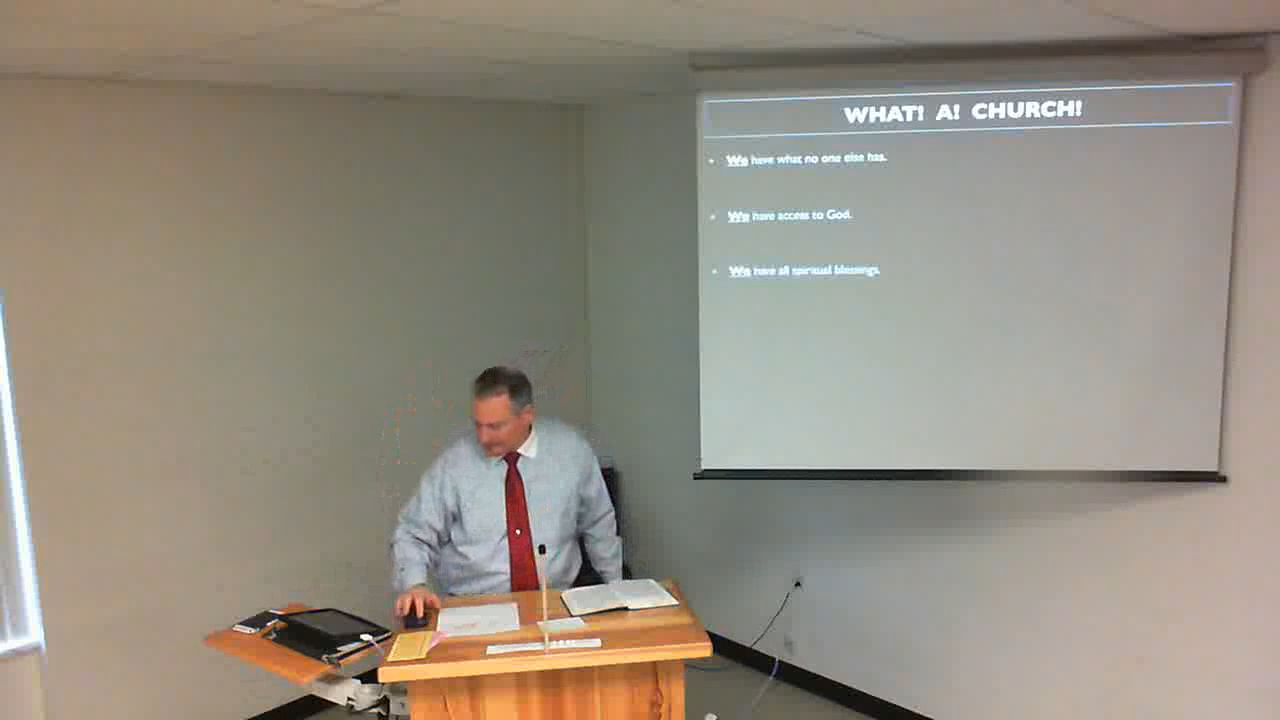 WHAT! A! CHURCH!
• We have what no one else has.
• We have access to God.
• We have all spiritual blessings.